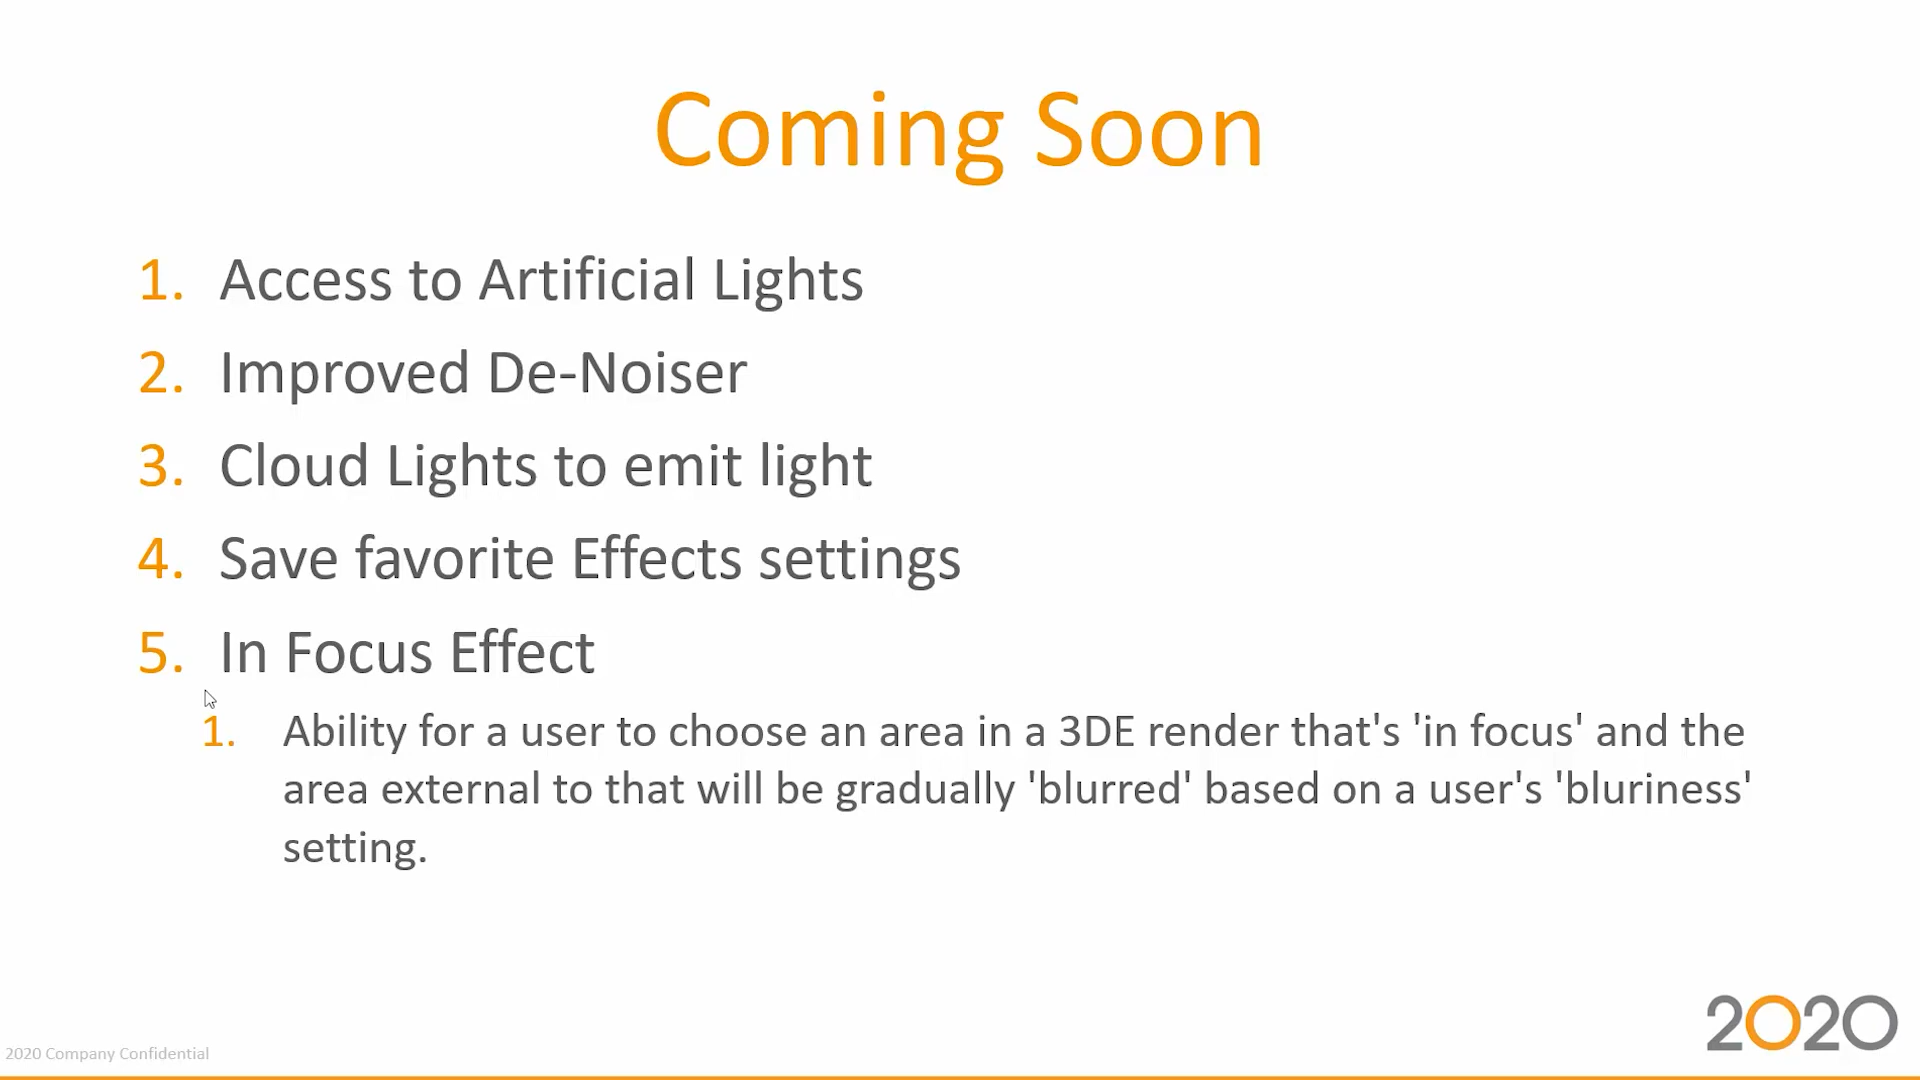 Coming Soon
1. Access to Artificial Lights
2. Improved De-Noiser
3. Cloud Lights to emit light
4. Save favorite Effects settings
5. In Focus Effect
1. Ability for a user to choose an area in a 3DE render that's 'in focus' and the
area external to that will be gradually 'blurred' based on a user's 'bluriness'
setting.
2020
2020 Company Confidential